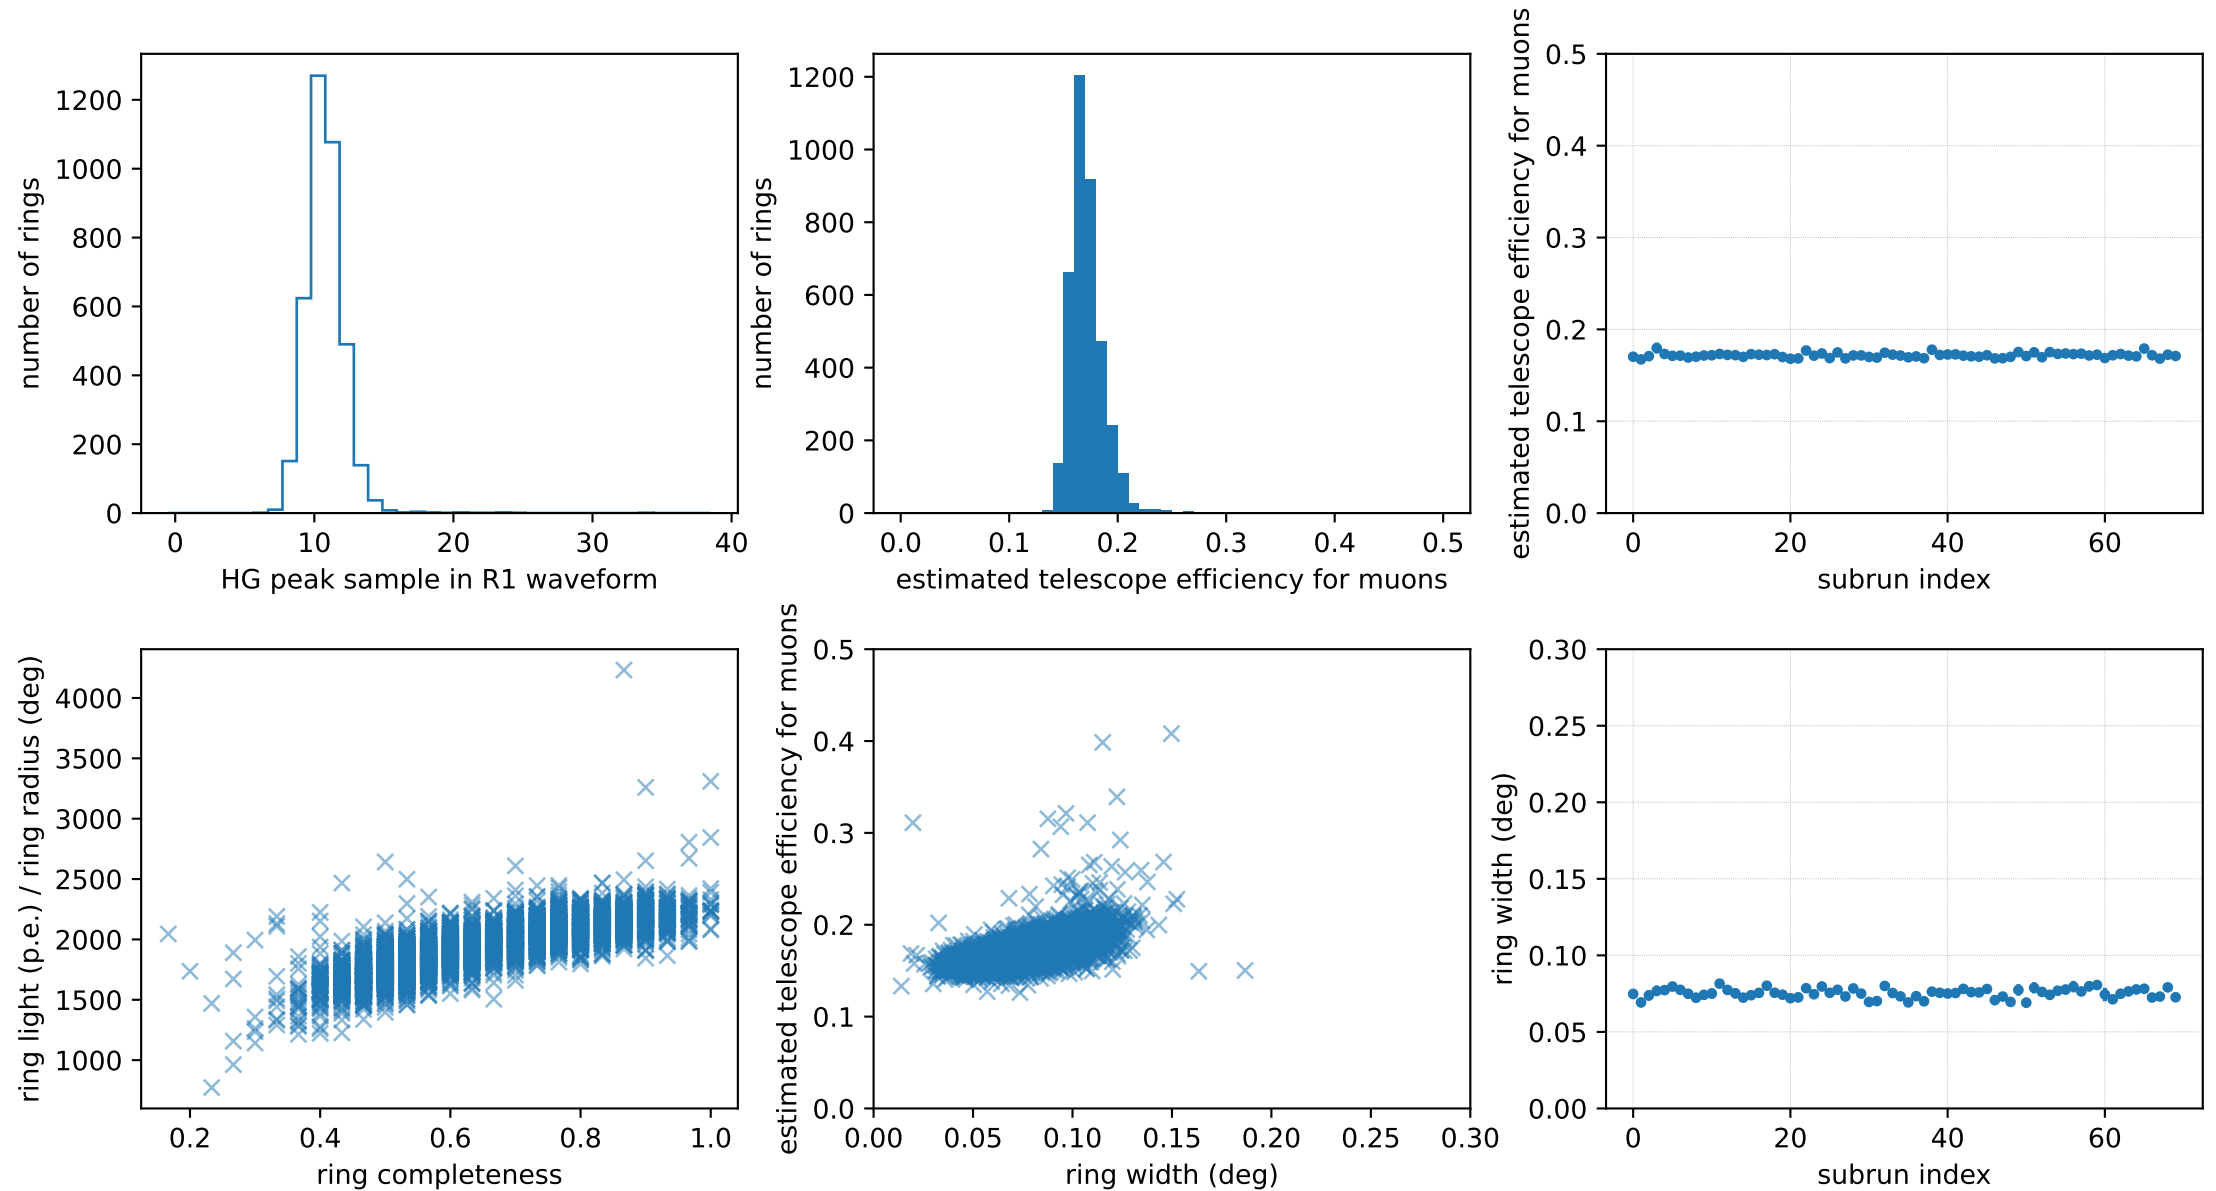 number of rings
0
200
400
600
800
1000
1200
0 10 20 30 40
HG peak sample in R1 waveform
number of rings
0
200
400
600
800
1000
1200
0.0 0.1 0.2 0.3 0.4 0.5
estimated telescope efficiency for muons
estimated telescope efficiency for muons
0.5
0.4
0.3
0.2
0.1
0.0
0 20 40 60
subrun index
ring light (p.e.) / ring radius (deg)
4000
3500
3000
2500
2000
1500
1000
0.2 0.4 0.6 0.8 1.0
ring completeness
estimated telescope efficiency for muons
0.5
0.4
0.3
0.2
0.1
0.0
0.00 0.05 0.10 0.15 0.20 0.25 0.30
ring width (deg)
ring width (deg)
0.30
0.25
0.20
0.15
0.10
0.05
0.00
0 20 40 60
subrun index